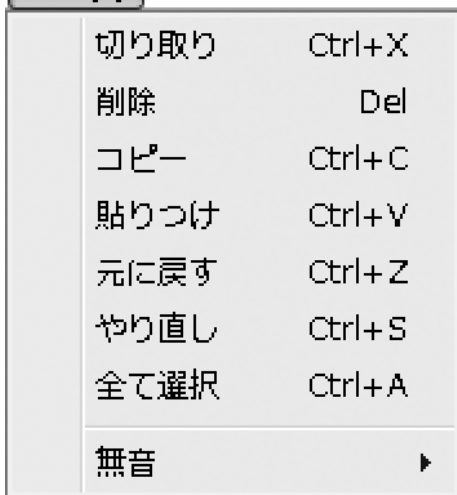 切り取り Ctrl+X
削除 Del
コピー Ctrl+C
貼りつけ Ctrl+V
元に戻す Ctrl+Z
やり直し Ctrl+S
全て選択 Ctrl+A
無音